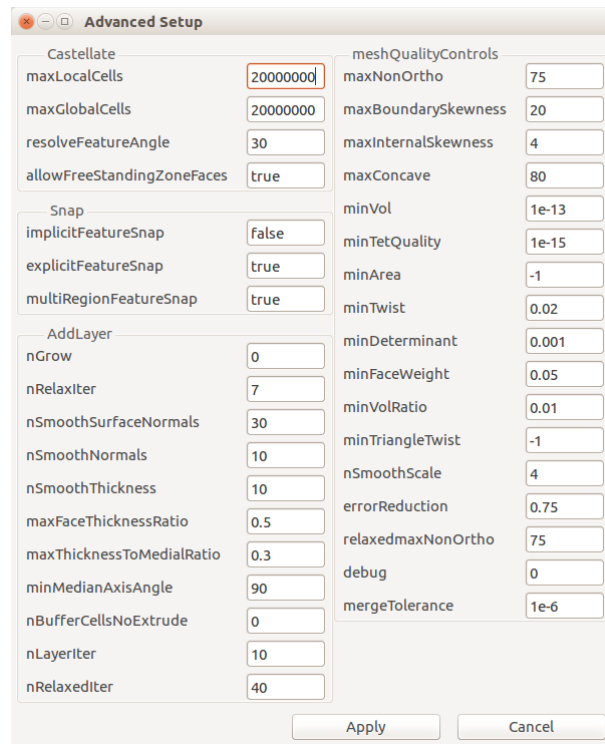 Advanced Setup
Castellate
maxLocalCells 20000000
maxGlobalCells 20000000
resolveFeatureAngle 30
allowFreeStandingZoneFaces true
Snap
implicitFeatureSnap false
explicitFeatureSnap true
multiRegionFeatureSnap true
AddLayer
nGrow 0
nRelaxIter 7
nSmoothSurfaceNormals 30
nSmoothNormals 10
nSmoothThickness 10
maxFaceThicknessRatio 0.5
maxThicknessToMedialRatio 0.3
minMedianAxisAngle 90
nBufferCellsNoExtrude 0
nLayerIter 10
nRelaxedIter 40
meshQualityControls
maxNonOrtho 75
maxBoundarySkewness 20
maxInternalSkewness 4
maxConcave 80
minVol 1e-13
minTetQuality 1e-15
minArea -1
minTwist 0.02
minDeterminant 0.001
minFaceWeight 0.05
minVolRatio 0.01
minTriangleTwist -1
nSmoothScale 4
errorReduction 0.75
relaxedmaxNonOrtho 75
debug 0
mergeTolerance 1e-6
Apply Cancel